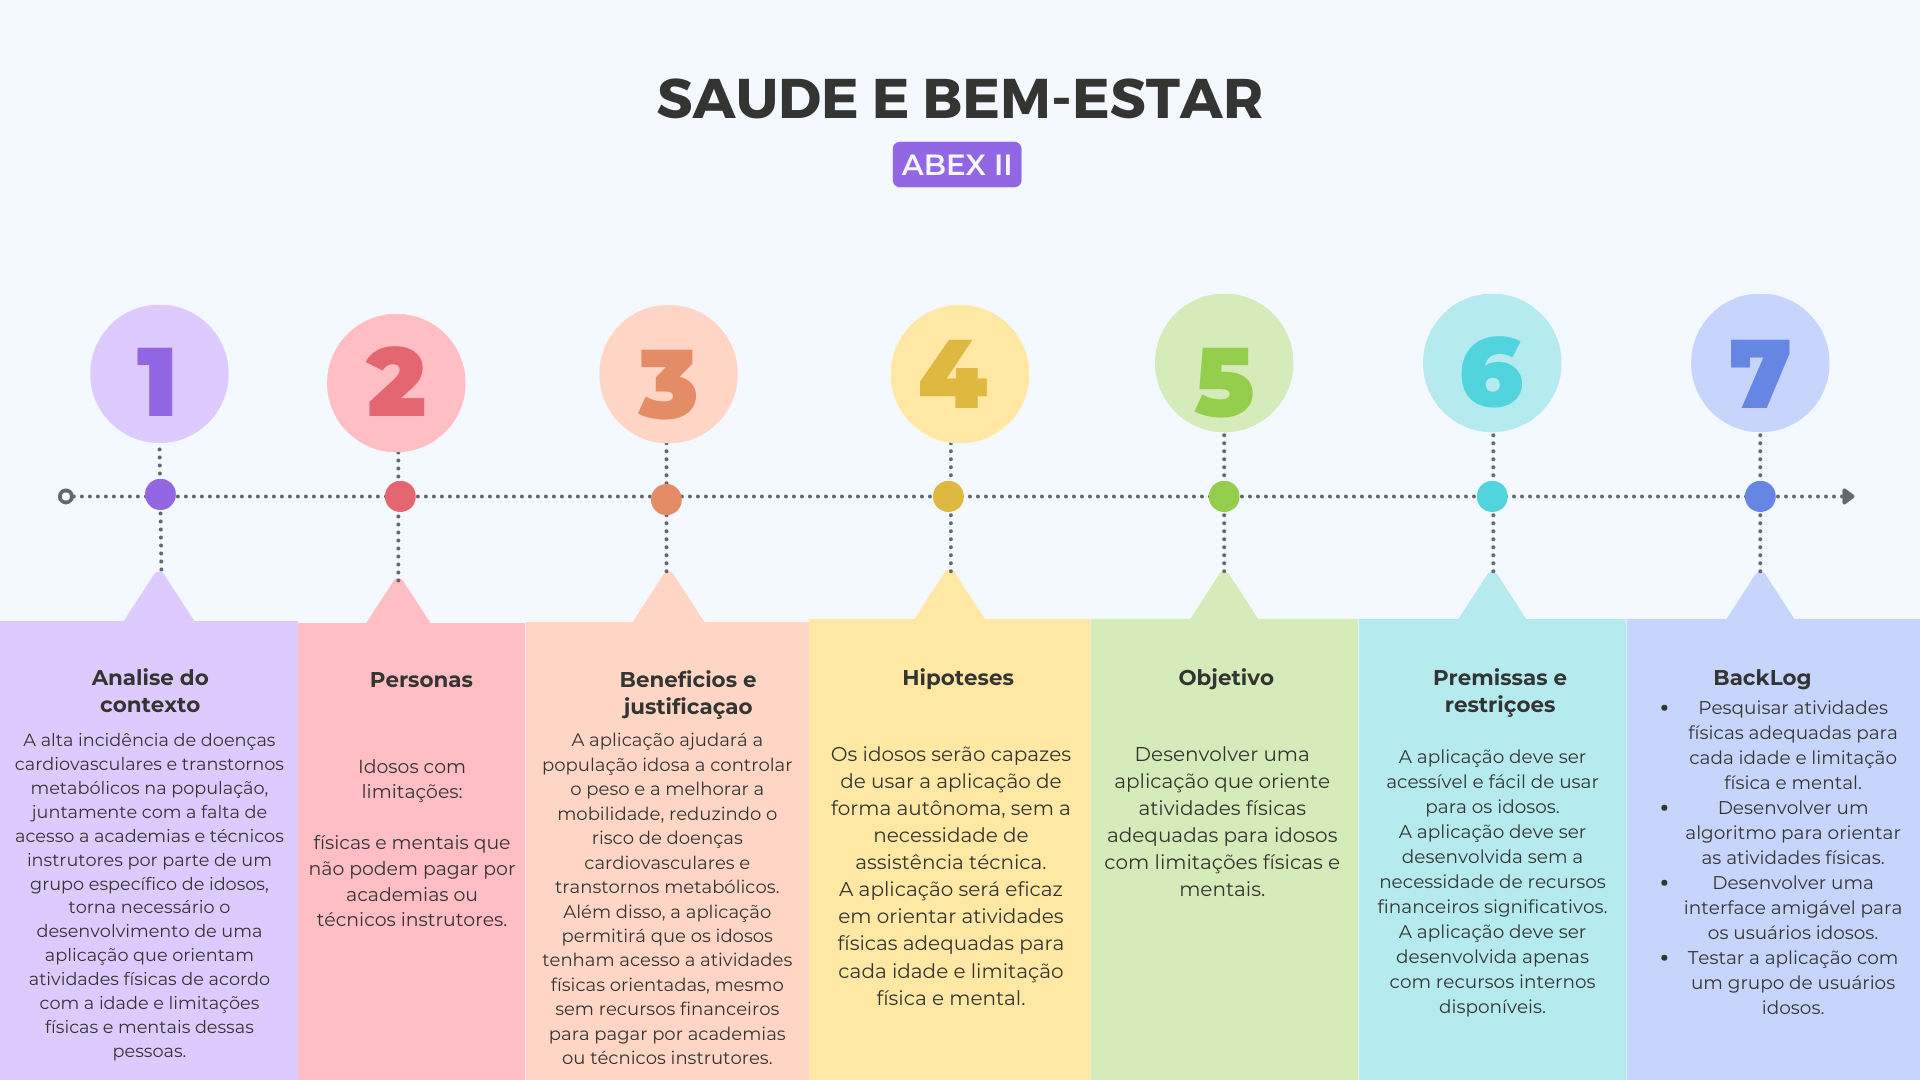 SAUDE E BEM-ESTAR
ABEX II
1
2
3
4
5
6
7
Analise do
contexto
A alta incidência de doenças
cardiovasculares e transtornos
metabólicos na população,
juntamente com a falta de
acesso a academias e técnicos
instrutores por parte de um
grupo específico de idosos,
torna necessário o
desenvolvimento de uma
aplicação que orientam
atividades físicas de acordo
com a idade e limitações
físicas e mentais dessas
pessoas.
Personas
Idosos com
limitações:
físicas e mentais que
não podem pagar por
academias ou
técnicos instrutores.
Beneficios e
justificaçao
A aplicação ajudará a
população idosa a controlar
o peso e a melhorar a
mobilidade, reduzindo o
risco de doenças
cardiovasculares e
transtornos metabólicos.
Além disso, a aplicação
permitirá que os idosos
tenham acesso a atividades
físicas orientadas, mesmo
sem recursos financeiros
para pagar por academias
ou técnicos instrutores.
Hipoteses
Os idosos serão capazes
de usar a aplicação de
forma autônoma, sem a
necessidade de
assistência técnica.
A aplicação será eficaz
em orientar atividades
físicas adequadas para
cada idade e limitação
física e mental.
Objetivo
Desenvolver uma
aplicação que oriente
atividades físicas
adequadas para idosos
com limitações físicas e
mentais.
Premissas e
restriçoes
A aplicação deve ser
acessível e fácil de usar
para os idosos.
A aplicação deve ser
desenvolvida sem a
necessidade de recursos
financeiros significativos.
A aplicação deve ser
desenvolvida apenas
com recursos internos
disponíveis.
BackLog
• Pesquisar atividades
físicas adequadas para
cada idade e limitação
física e mental.
• Desenvolver um
algoritmo para orientar
as atividades físicas.
• Desenvolver uma
interface amigável para
os usuários idosos.
• Testar a aplicação com
um grupo de usuários
idosos.